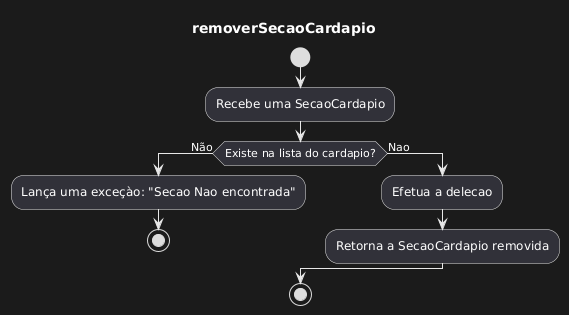 removerSecaoCardapio
Recebe uma SecaoCardapio
Existe na lista do cardapio?
Não
Nao
Lança uma exceçào: "Secao Nao encontrada"
Efetua a delecao
Retorna a SecaoCardapio removida